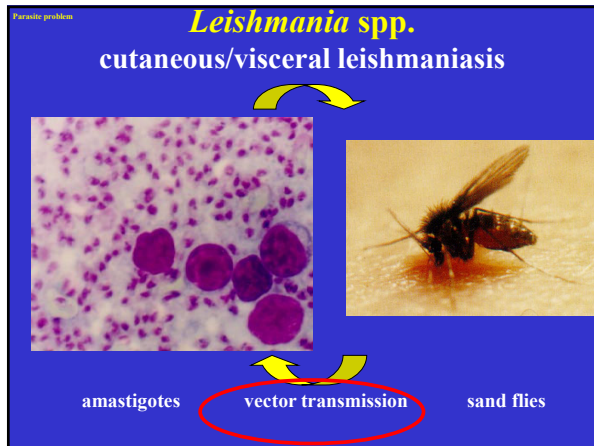 Parasite problem
Leishmania spp.
cutaneous/visceral leishmaniasis
amastigotes vector transmission sand flies